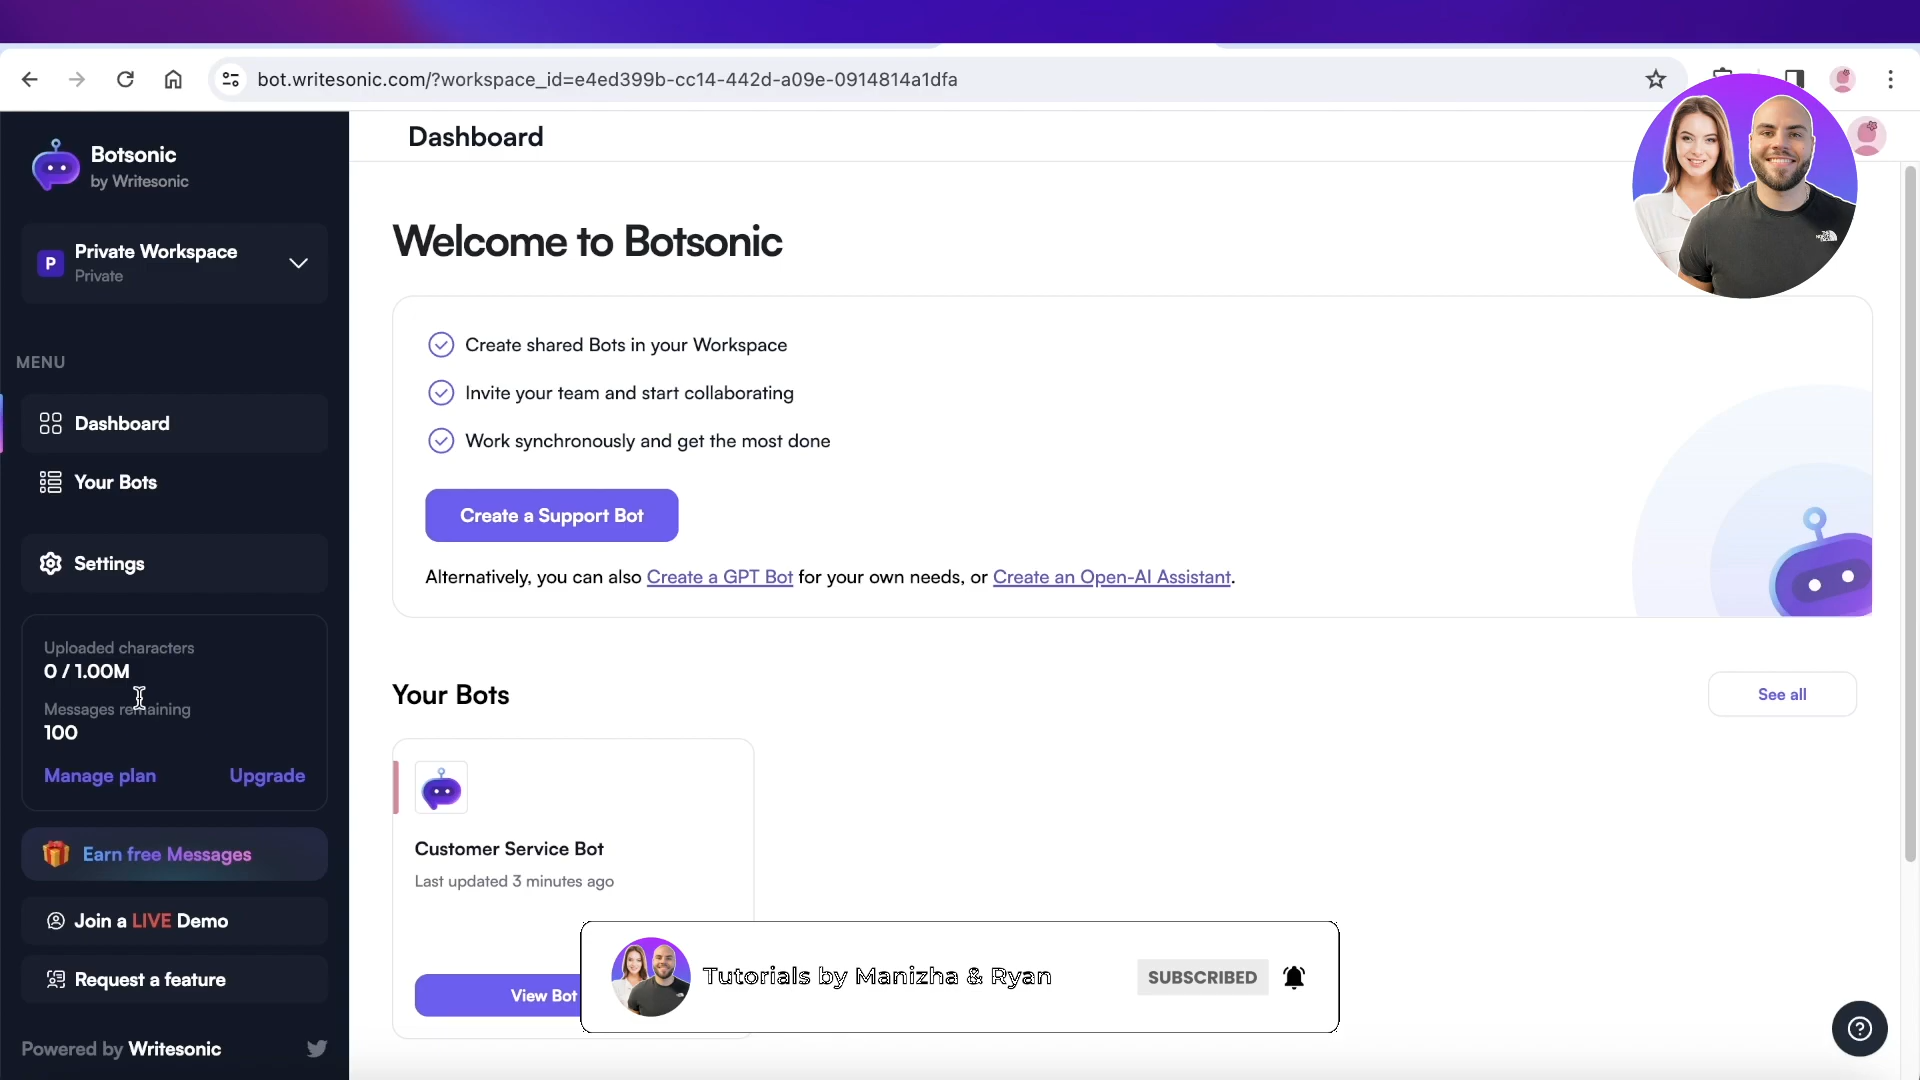 bot.writesonic.com/?workspace_id=e4ed399b-cc14-442d-a09e-0914814a1dfa
Botsonic
by Writesonic
Dashboard
P
Private Workspace
Private
Welcome to Botsonic
Create shared Bots in your Workspace
MENU
Invite your team and start collaborating
Dashboard
Work synchronously and get the most done
Your Bots
Create a Support Bot
Settings
Alternatively, you can also Create a GPT Bot for your own needs, or Create an Open-AI Assistant.
Uploaded characters
0 / 1.00M
Your Bots
See all
Messages remaining
100
Manage plan Upgrade
Customer Service Bot
Earn free Messages
Last updated 3 minutes ago
Join a LIVE Demo
Request a feature
Tutorials by Manizha & Ryan
SUBSCRIBED
View Bot
Powered by Writesonic
THE NORTH FACE